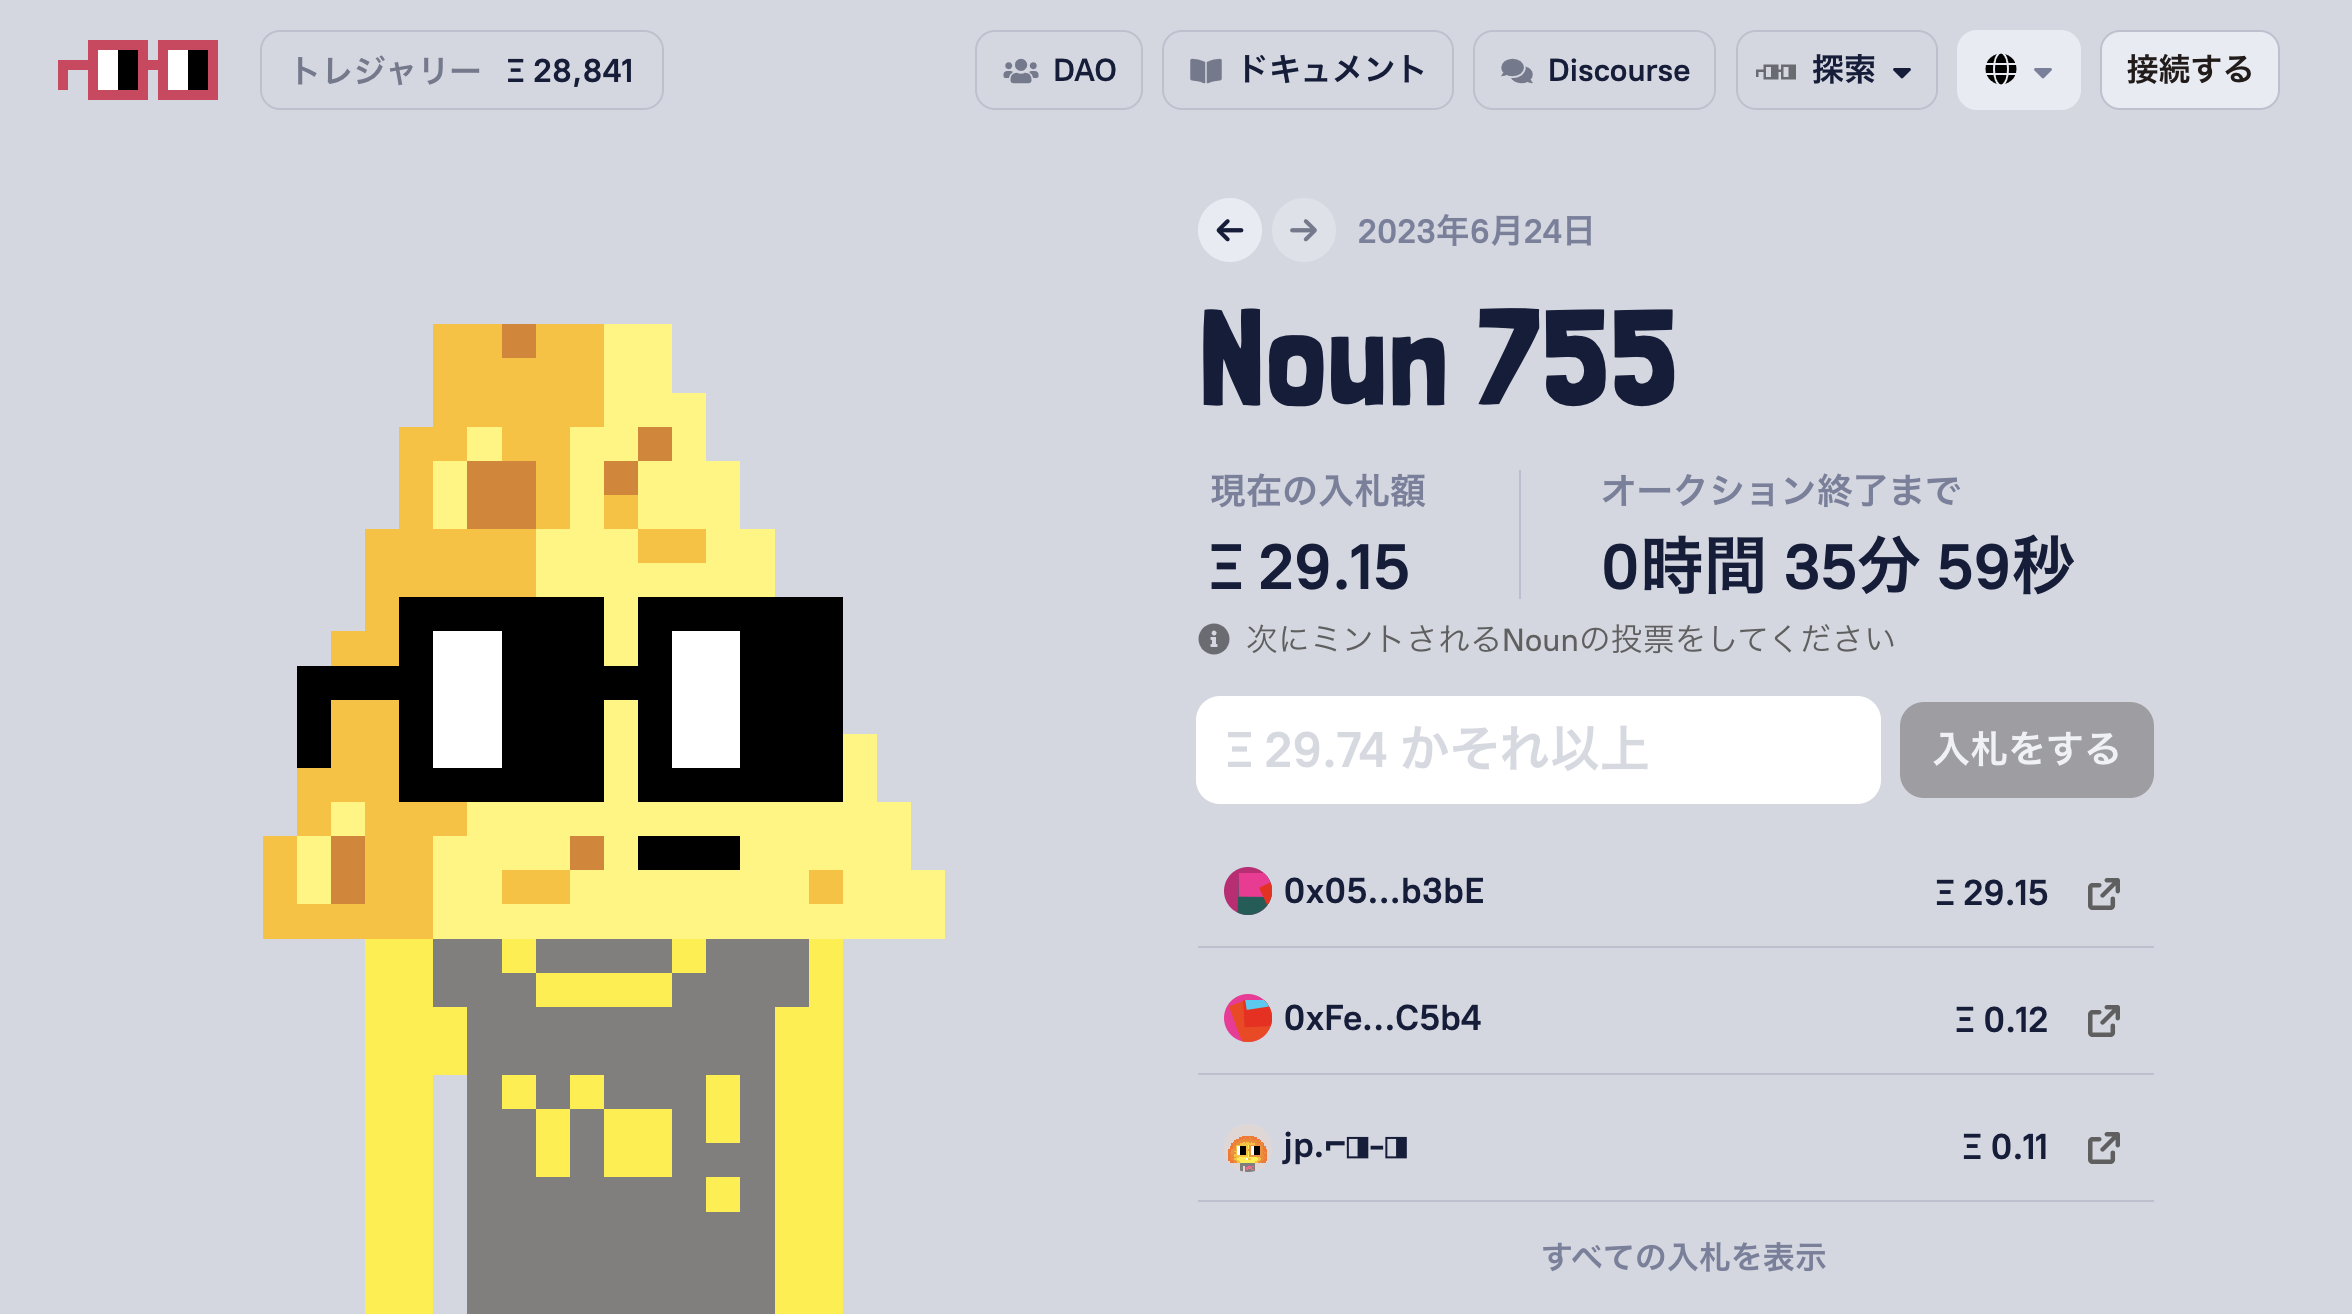 トレジャリー Ξ 28,841
DAO
ドキュメント
Discourse
探索
接続する
2023年6月24日
Noun 755
現在の入札額
Ξ 29.15
オークション終了まで
0時間 35分 59秒
次にミントされるNounの投票をしてください
Ξ 29.74 かそれ以上
入札をする
0x05...b3bE Ξ 29.15
0xFe...C5b4 Ξ 0.12
jp.⌐◨-◨ Ξ 0.11
すべての入札を表示